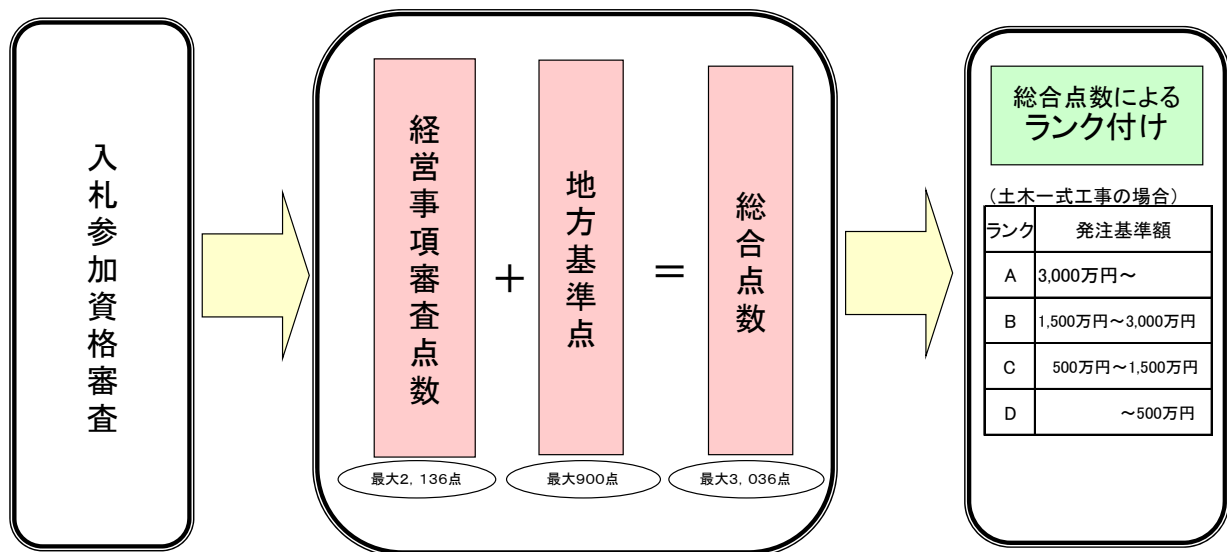 入札参加資格審査
経営事項審査点数
＋
地方基準点
＝
総合点数
最大2，136点
最大900点
最大3，036点
総合点数による
ランク付け
（土木一式工事の場合）
ランク 発注基準額
A 3,000万円～
B 1,500万円～3,000万円
C 500万円～1,500万円
D ～500万円